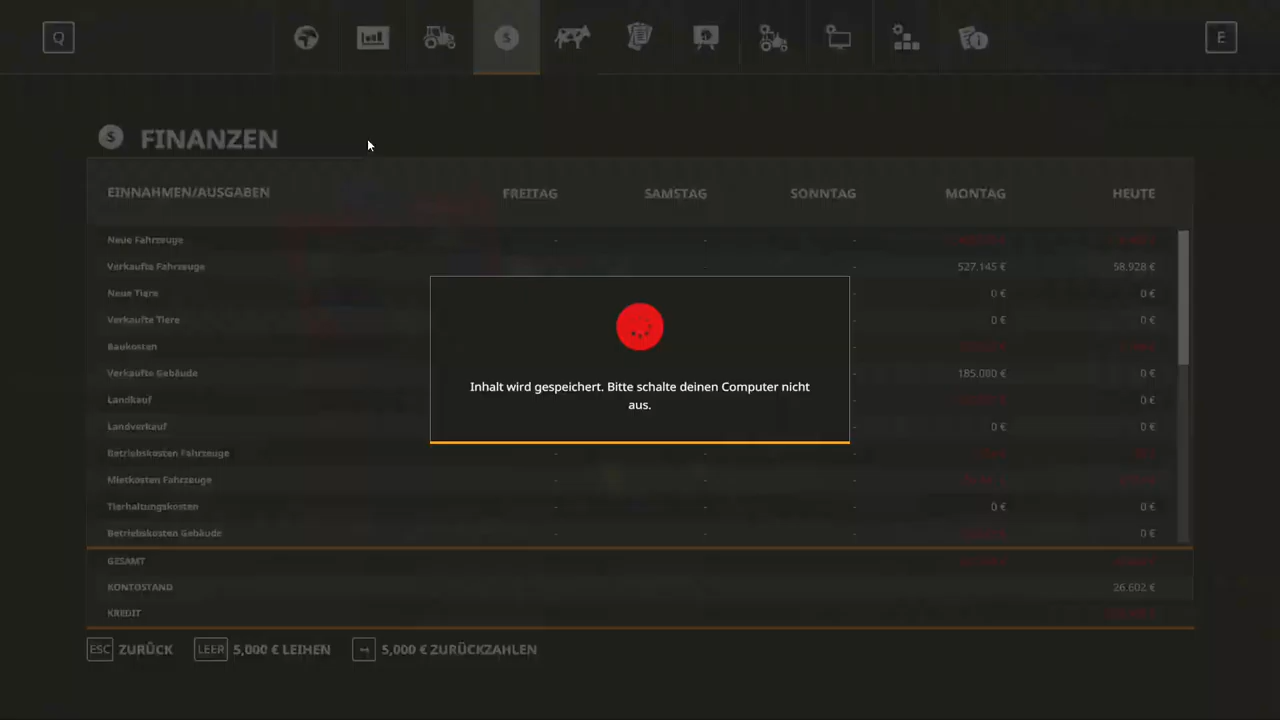 Q
E
FINANZEN
EINNAHMEN/AUSGABEN FREITAG SAMSTAG SONNTAG MONTAG HEUTE
Neue Fahrzeuge - - -
Verkaufte Fahrzeuge - - - 527.145 € 58.928 €
Neue Tiere - 0 € 0 €
Verkaufte Tiere - 0 € 0 €
Baukosten -
Verkaufte Gebäude - 185.000 € 0 €
Landkauf - 0 €
Landverkauf - 0 € 0 €
Betriebskosten Fahrzeuge - - -
Mietkosten Fahrzeuge - - -
Tierhaltungskosten - - - 0 € 0 €
Betriebskosten Gebäude - - - 0 €
Inhalt wird gespeichert. Bitte schalte deinen Computer nicht
aus.
GESAMT
KONTOSTAND 26.602 €
KREDIT
ESC ZURÜCK LEER 5,000 € LEIHEN ↔ 5,000 € ZURÜCKZAHLEN